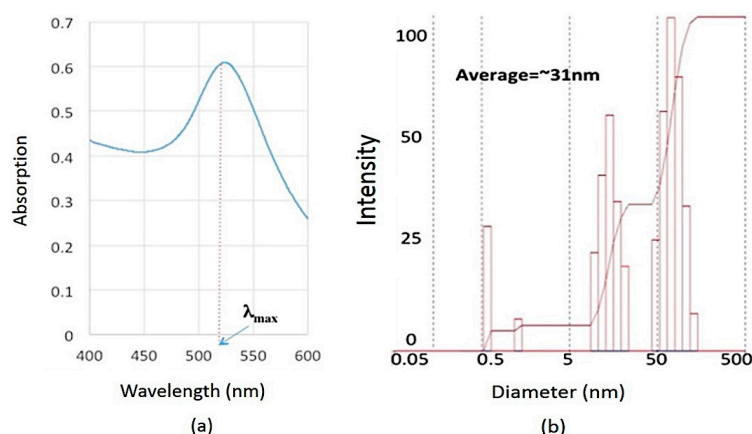 0.7
0.6
0.5
0.4
0.3
0.2
0.1
0
400 450 500 550 600
Absorption
λmax
Wavelength (nm)
(a)
100
50
25
0
Intensity
Average=~31nm
0.05 0.5 5 50 500
Diameter (nm)
(b)